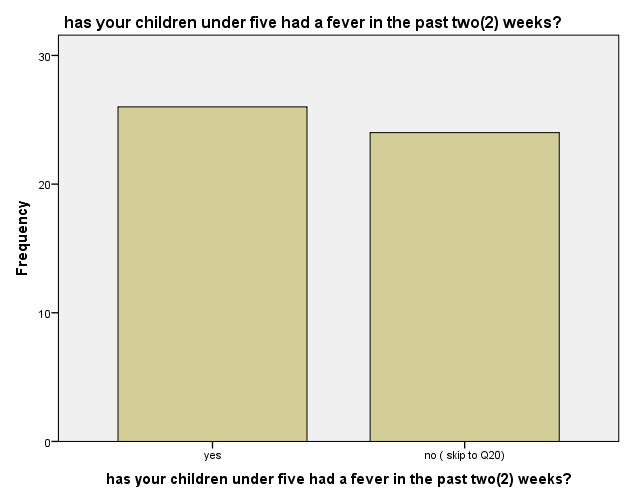 has your children under five had a fever in the past two(2) weeks?
30
20
10
0
Frequency
yes
no ( skip to Q20)
has your children under five had a fever in the past two(2) weeks?